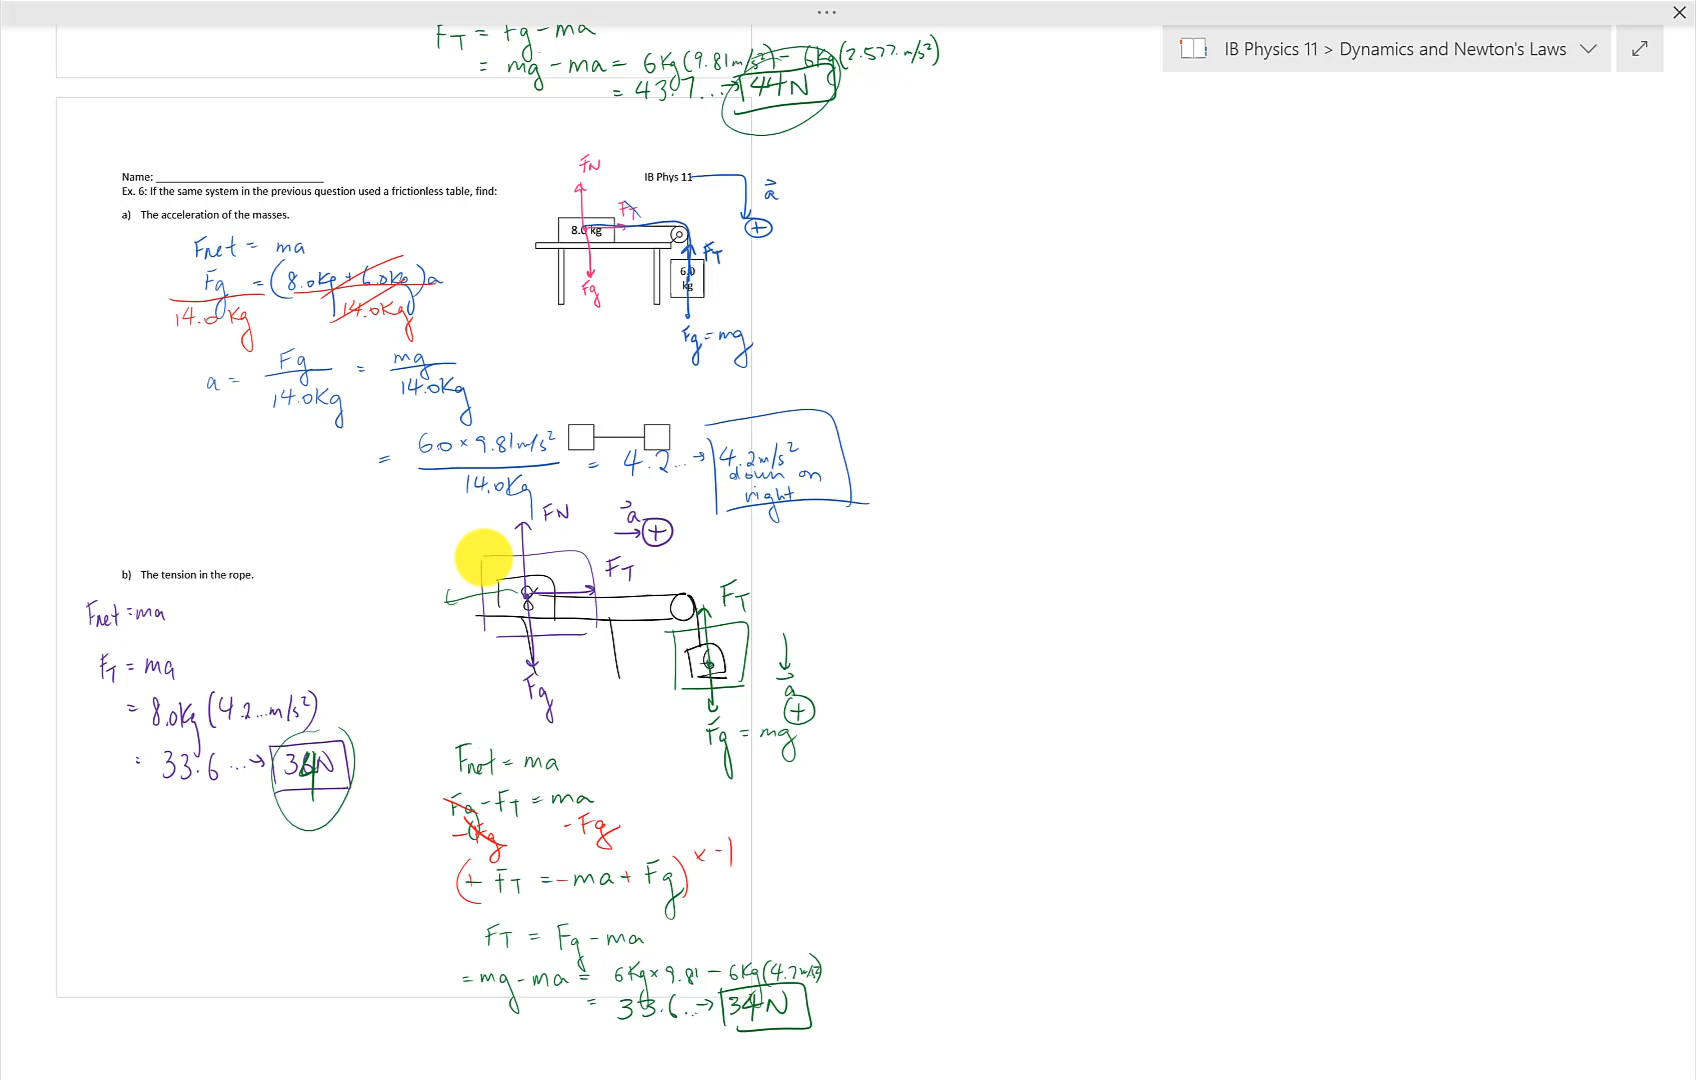 IB Physics 11 > Dynamics and Newton's Laws
FT = Fg - ma
= mg - ma = 6Kg(9.81m/s²) - 6Kg(2.577.m/s²)
= 43.7... → 44N
Name:
IB Phys 11
Ex. 6: If the same system in the previous question used a frictionless table, find:
a) The acceleration of the masses.
FN
FT
8.0 kg
Fg
a
+
FT
6.0
kg
Fg = mg
Fnet = ma
Fg = (8.0Kg + 6.0Kg)a
14.0Kg 14.0Kg
a = Fg = mg
14.0Kg 14.0Kg
= 60 × 9.81m/s² = 4.2... → 4.2m/s²
14.0Kg
down on
right
FN
a +
FT
FT
8
6
Fg
a
+
Fg = mg
b) The tension in the rope.
Fnet = ma
FT = ma
= 8.0Kg(4.2...m/s²)
= 33.6... → 34N
Fnet = ma
Fg - FT = ma
-Fg -Fg
(+ FT = -ma + Fg) x -1
FT = Fg - ma
= mg - ma = 6Kg x 9.81 - 6Kg(4.2m/s²)
= 33.6... → 34N